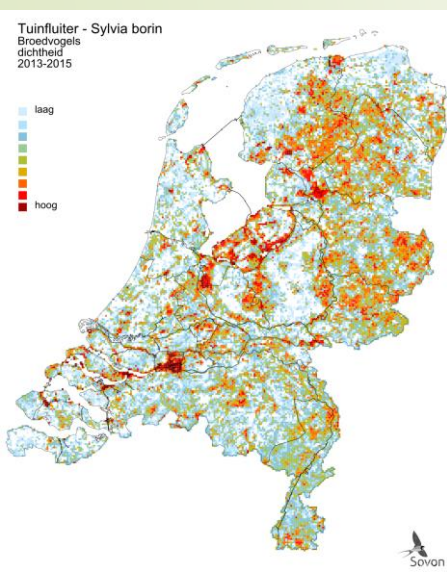 Tuinfluiter - Sylvia borin
Broedvogels
dichtheid
2013-2015
laag
hoog
Sovon